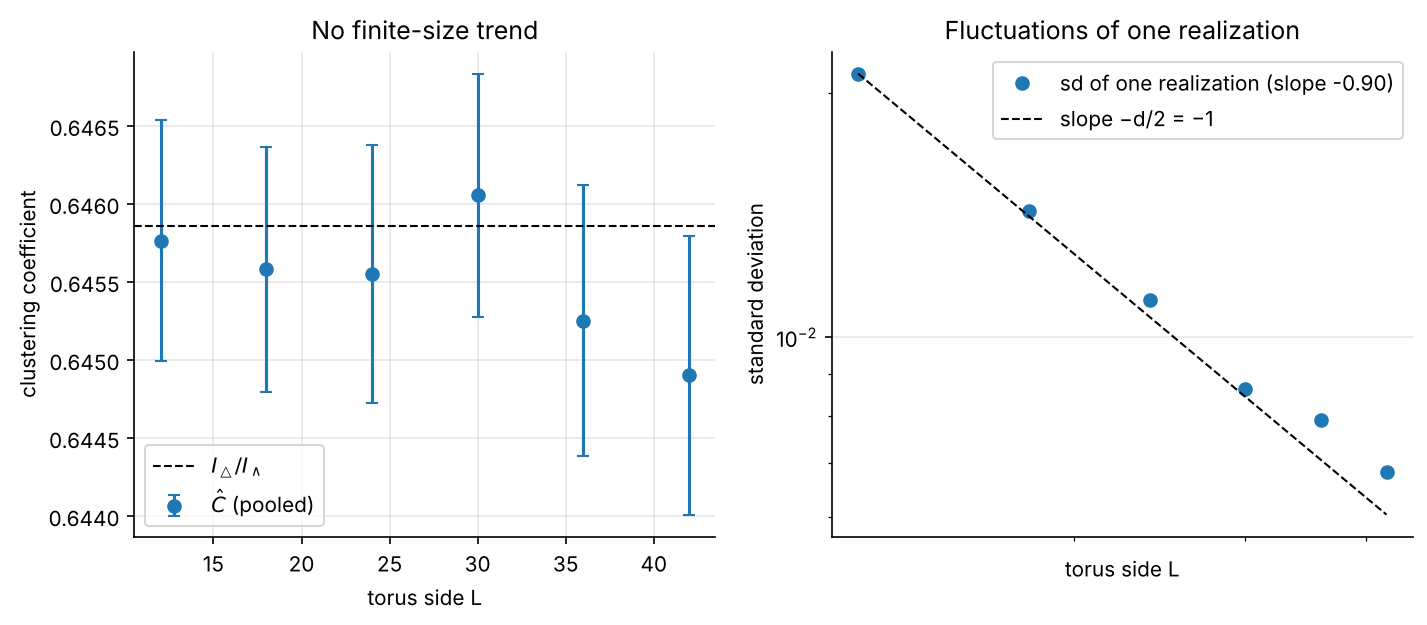 No finite-size trend
clustering coefficient
0.6465
0.6460
0.6455
0.6450
0.6445
0.6440
I△/I∧
Ĉ (pooled)
15 20 25 30 35 40
torus side L
Fluctuations of one realization
standard deviation
10⁻²
sd of one realization (slope -0.90)
slope −d/2 = −1
torus side L